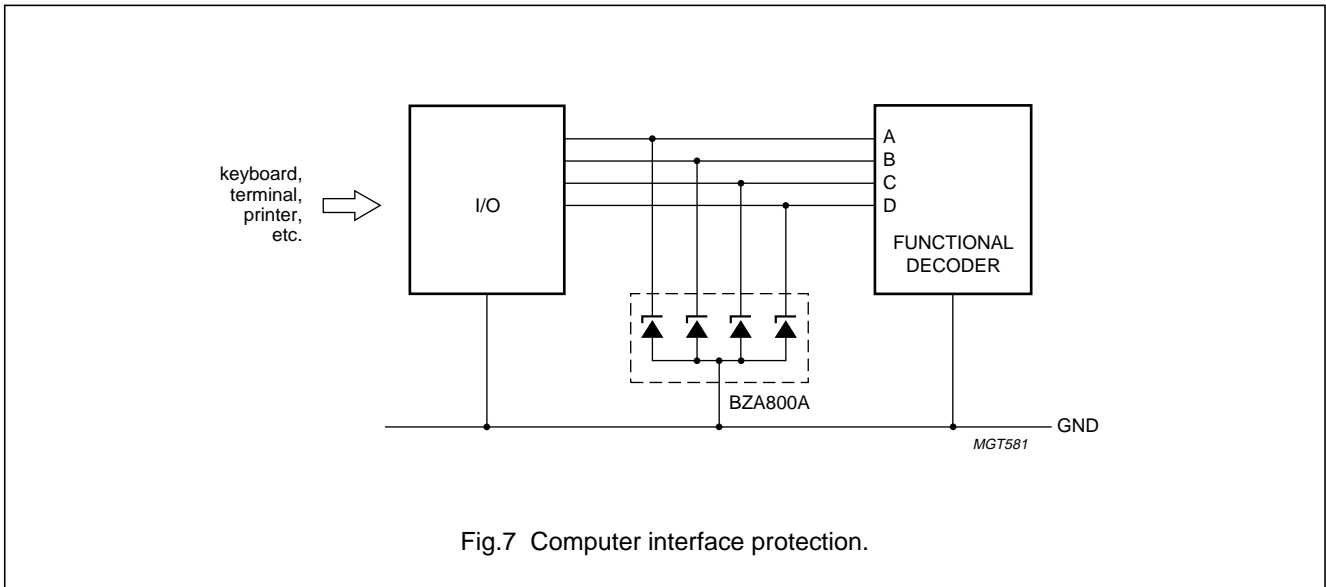 keyboard,
terminal,
printer,
etc.
I/O
A
B
C
D
FUNCTIONAL
DECODER
BZA800A
GND
MGT581
Fig.7 Computer interface protection.